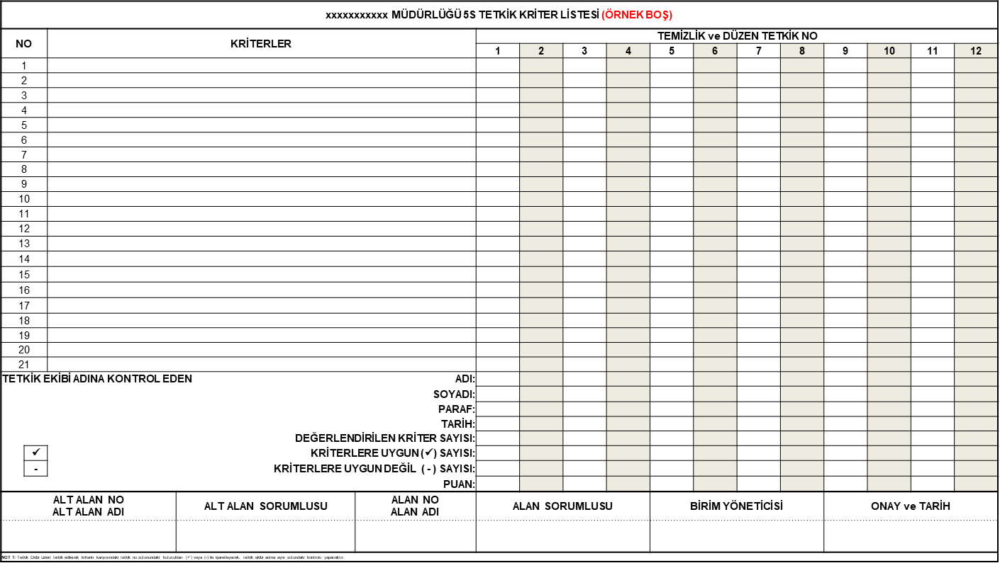 xxxxxxxxxxx MÜDÜRLÜĞÜ 5S TETKİK KRİTER LİSTESİ (ÖRNEK BOŞ)
NO KRİTERLER TEMİZLİK ve DÜZEN TETKİK NO
1 2 3 4 5 6 7 8 9 10 11 12
1
2
3
4
5
6
7
8
9
10
11
12
13
14
15
16
17
18
19
20
21
TETKİK EKİBİ ADINA KONTROL EDEN ADI:
SOYADI:
PARAF:
TARİH:
DEĞERLENDİRİLEN KRİTER SAYISI:
✓ KRİTERLERE UYGUN (✓) SAYISI:
- KRİTERLERE UYGUN DEĞİL ( - ) SAYISI:
PUAN:
ALT ALAN NO
ALT ALAN ADI
ALT ALAN SORUMLUSU
ALAN NO
ALAN ADI
ALAN SORUMLUSU
BİRİM YÖNETİCİSİ
ONAY ve TARİH
NOT 1: Tetkik Ekibi Lideri tetkik edilecek kriterin karşısındaki tetkik no sütunundaki kutucukları (✓) veya (-) ile işaretleyecek, tetkik ekibi adına aynı sütundaki kontrolu yapacaktır.